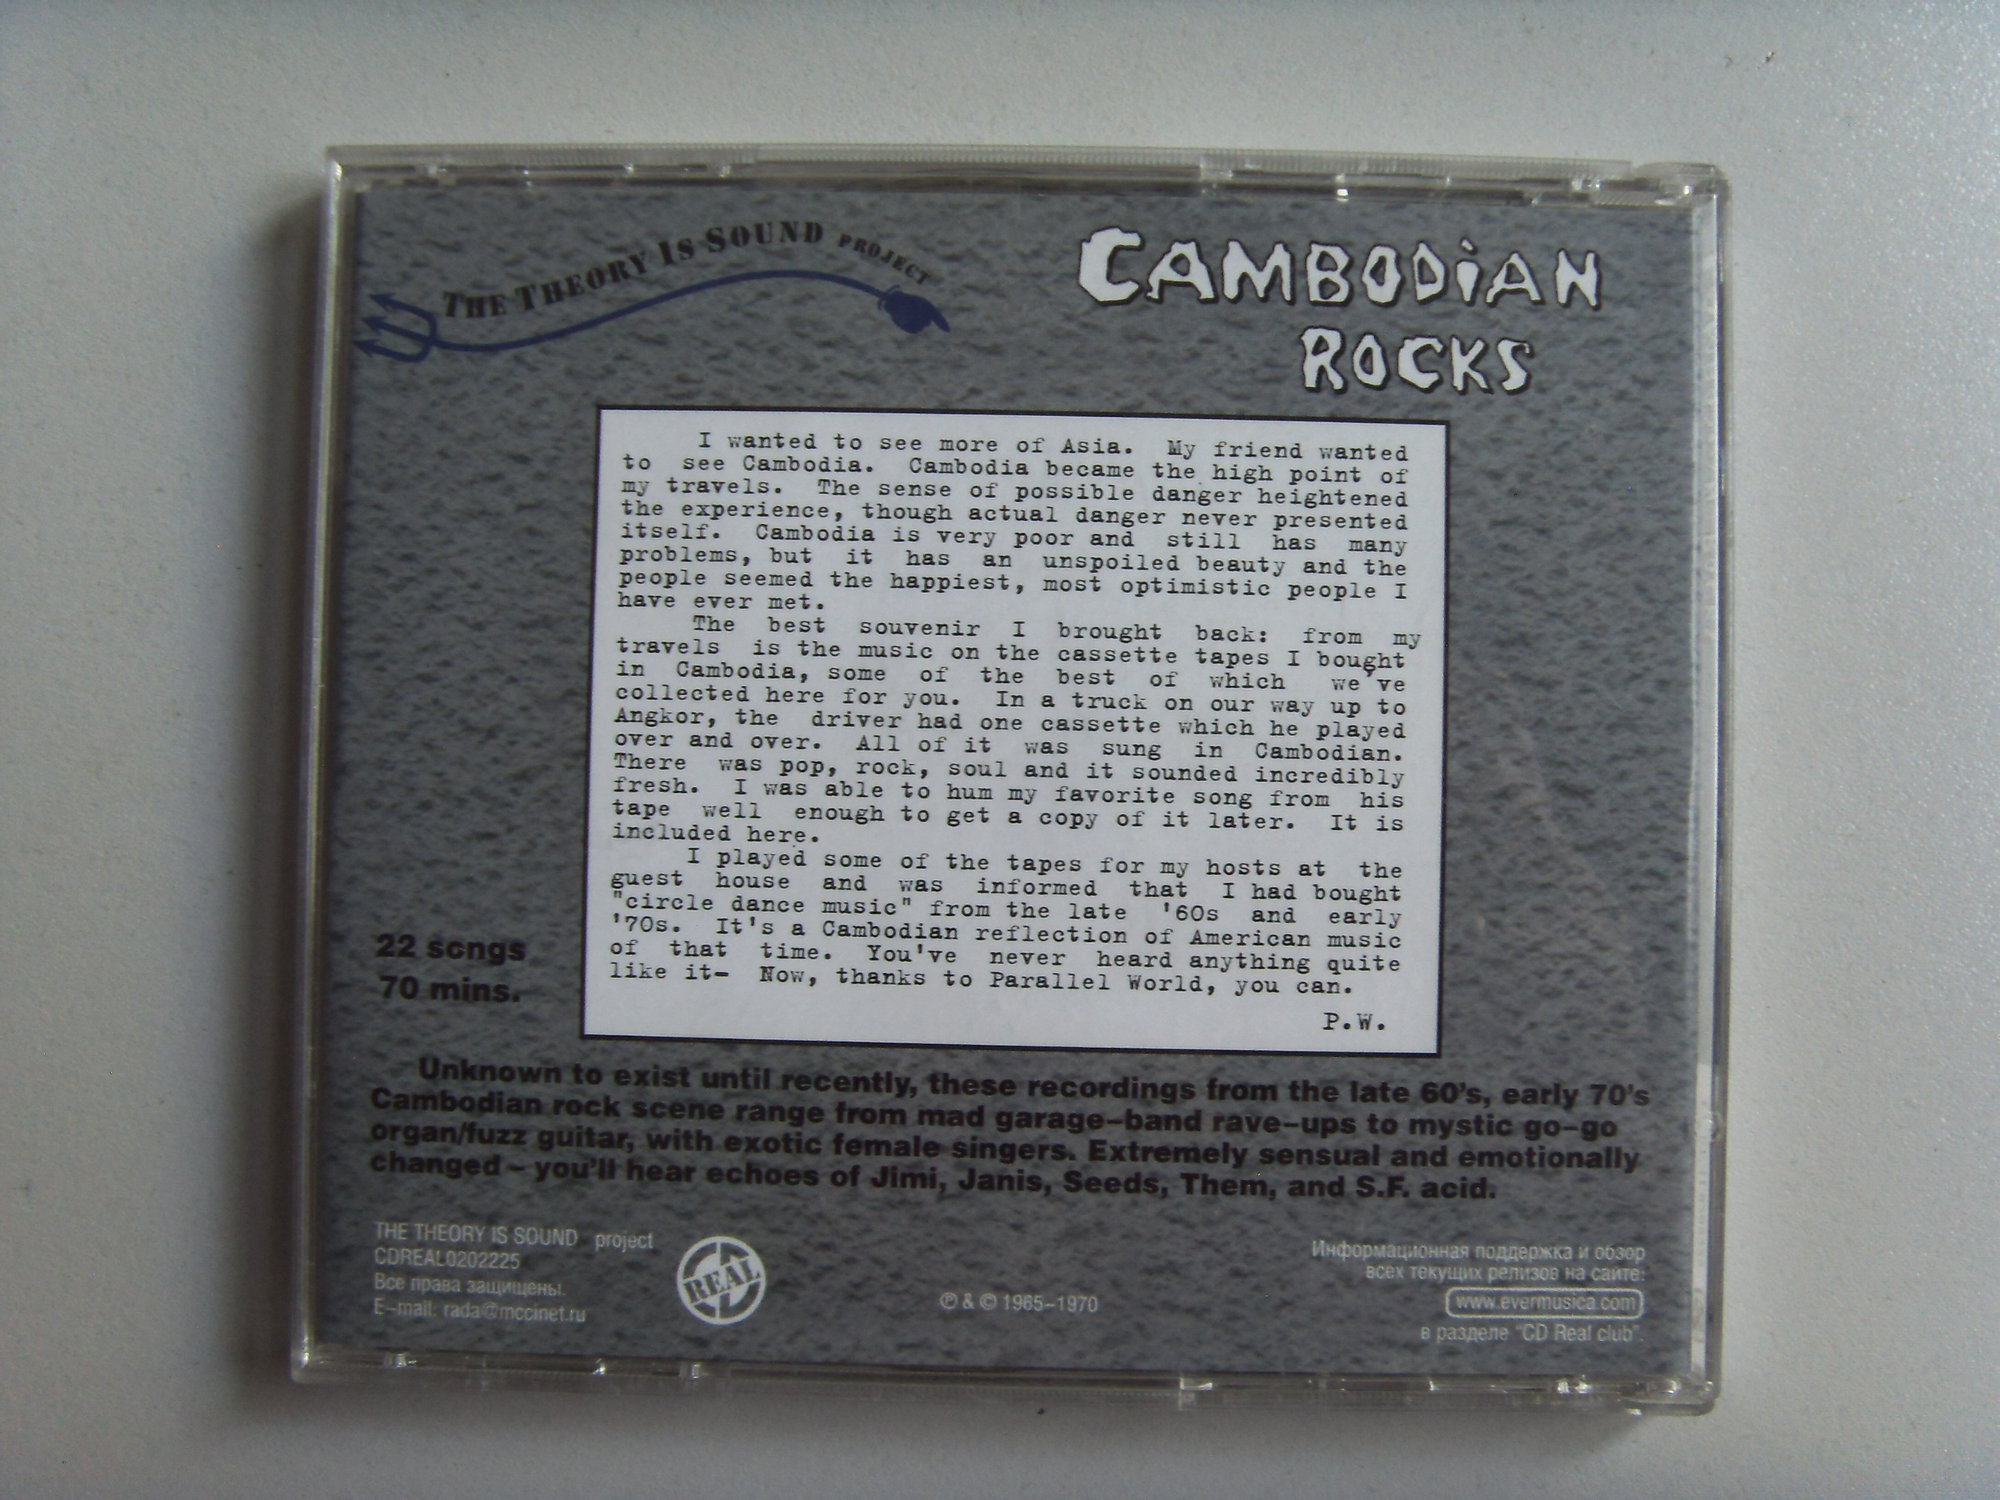 THE THEORY IS SOUND PROJECT
CAMBODiAN
ROCKS
I wanted to see more of Asia. My friend wanted
to see Cambodia. Cambodia became the high point of
my travels. The sense of possible danger heightened
the experience, though actual danger never presented
itself. Cambodia is very poor and still has many
problems, but it has an unspoiled beauty and the
people seemed the happiest, most optimistic people I
have ever met.
The best souvenir I brought back: from my
travels is the music on the cassette tapes I bought
in Cambodia, some of the best of which we've
collected here for you. In a truck on our way up to
Angkor, the driver had one cassette which he played
over and over. All of it was sung in Cambodian.
There was pop, rock, soul and it sounded incredibly
fresh. I was able to hum my favorite song from his
tape well enough to get a copy of it later. It is
included here.
I played some of the tapes for my hosts at the
guest house and was informed that I had bought
"circle dance music" from the late '60s and early
'70s. It's a Cambodian reflection of American music
of that time. You've never heard anything quite
like it- Now, thanks to Parallel World, you can.
P.W.
22 songs
70 mins.
Unknown to exist until recently, these recordings from the late 60's, early 70's
Cambodian rock scene range from mad garage-band rave-ups to mystic go-go
organ/fuzz guitar, with exotic female singers. Extremely sensual and emotionally
changed - you'll hear echoes of Jimi, Janis, Seeds, Them, and S.F. acid.
THE THEORY IS SOUND project
CDREAL0202225
Все права защищены.
E-mail: rada@mccinet.ru
REAL
℗ & © 1965-1970
Информационная поддержка и обзор
всех текущих релизов на сайте:
www.evermusica.com
в разделе "CD Real club".